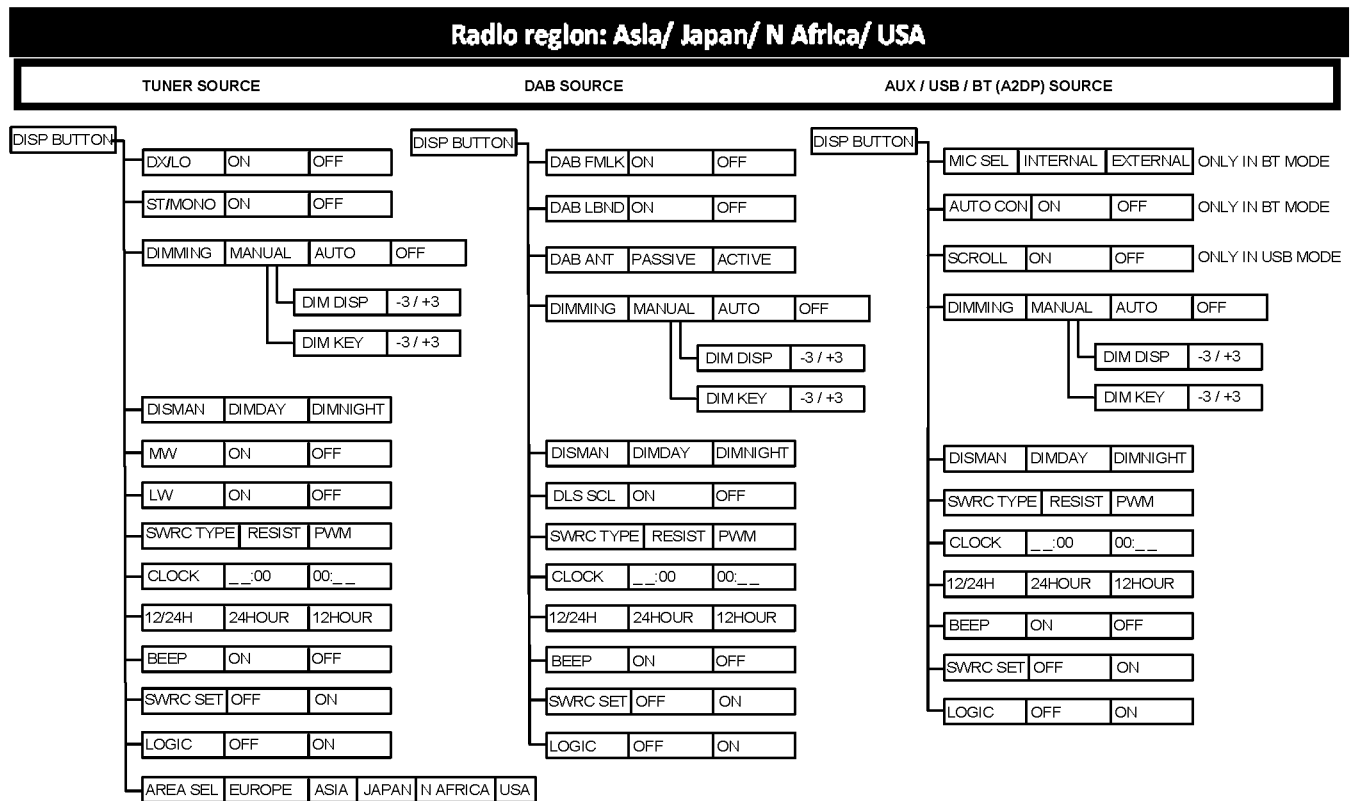 Radio region: Asia/ Japan/ N Africa/ USA
TUNER SOURCE
DAB SOURCE
AUX / USB / BT (A2DP) SOURCE
DISP BUTTON
DX/LO ON OFF
ST/MONO ON OFF
DIMMING MANUAL AUTO OFF
DIM DISP -3 / +3
DIM KEY -3 / +3
DISMAN DIMDAY DIMNIGHT
MW ON OFF
LW ON OFF
SWRC TYPE RESIST PWM
CLOCK _ _:00 00:_ _
12/24H 24HOUR 12HOUR
BEEP ON OFF
SWRC SET OFF ON
LOGIC OFF ON
AREA SEL EUROPE ASIA JAPAN N AFRICA USA
DISP BUTTON
DAB FMLK ON OFF
DAB LBND ON OFF
DAB ANT PASSIVE ACTIVE
DIMMING MANUAL AUTO OFF
DIM DISP -3 / +3
DIM KEY -3 / +3
DISMAN DIMDAY DIMNIGHT
DLS SCL ON OFF
SWRC TYPE RESIST PWM
CLOCK _ _:00 00:_ _
12/24H 24HOUR 12HOUR
BEEP ON OFF
SWRC SET OFF ON
LOGIC OFF ON
DISP BUTTON
MIC SEL INTERNAL EXTERNAL ONLY IN BT MODE
AUTO CON ON OFF ONLY IN BT MODE
SCROLL ON OFF ONLY IN USB MODE
DIMMING MANUAL AUTO OFF
DIM DISP -3 / +3
DIM KEY -3 / +3
DISMAN DIMDAY DIMNIGHT
SWRC TYPE RESIST PWM
CLOCK _ _:00 00:_ _
12/24H 24HOUR 12HOUR
BEEP ON OFF
SWRC SET OFF ON
LOGIC OFF ON